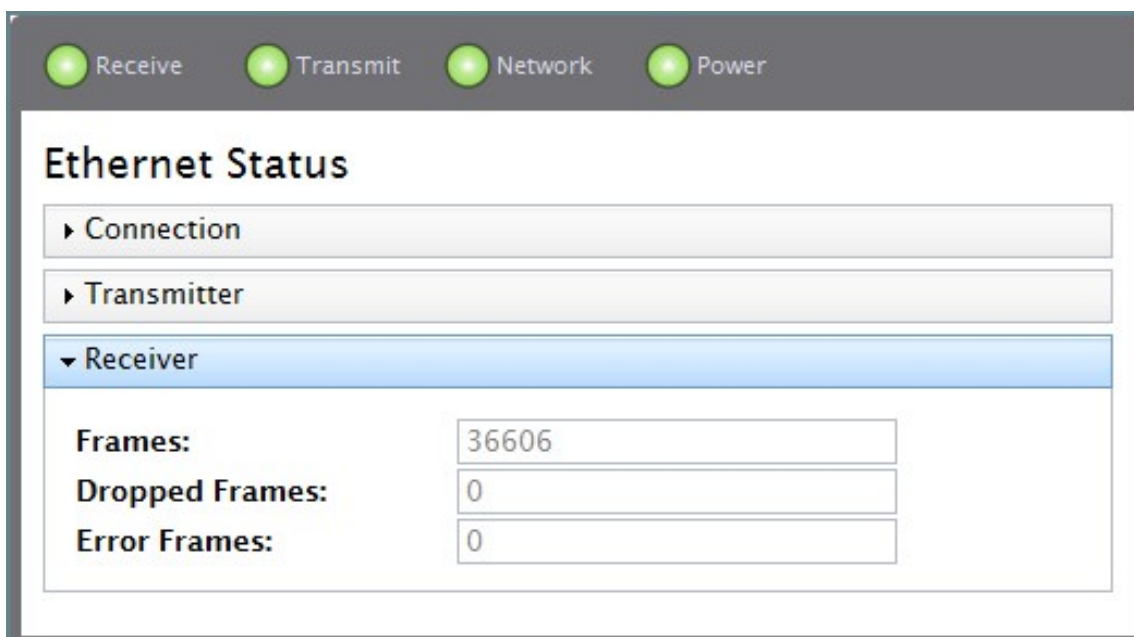 Receive Transmit Network Power
Ethernet Status
Connection
Transmitter
Receiver
Frames: 36606
Dropped Frames: 0
Error Frames: 0